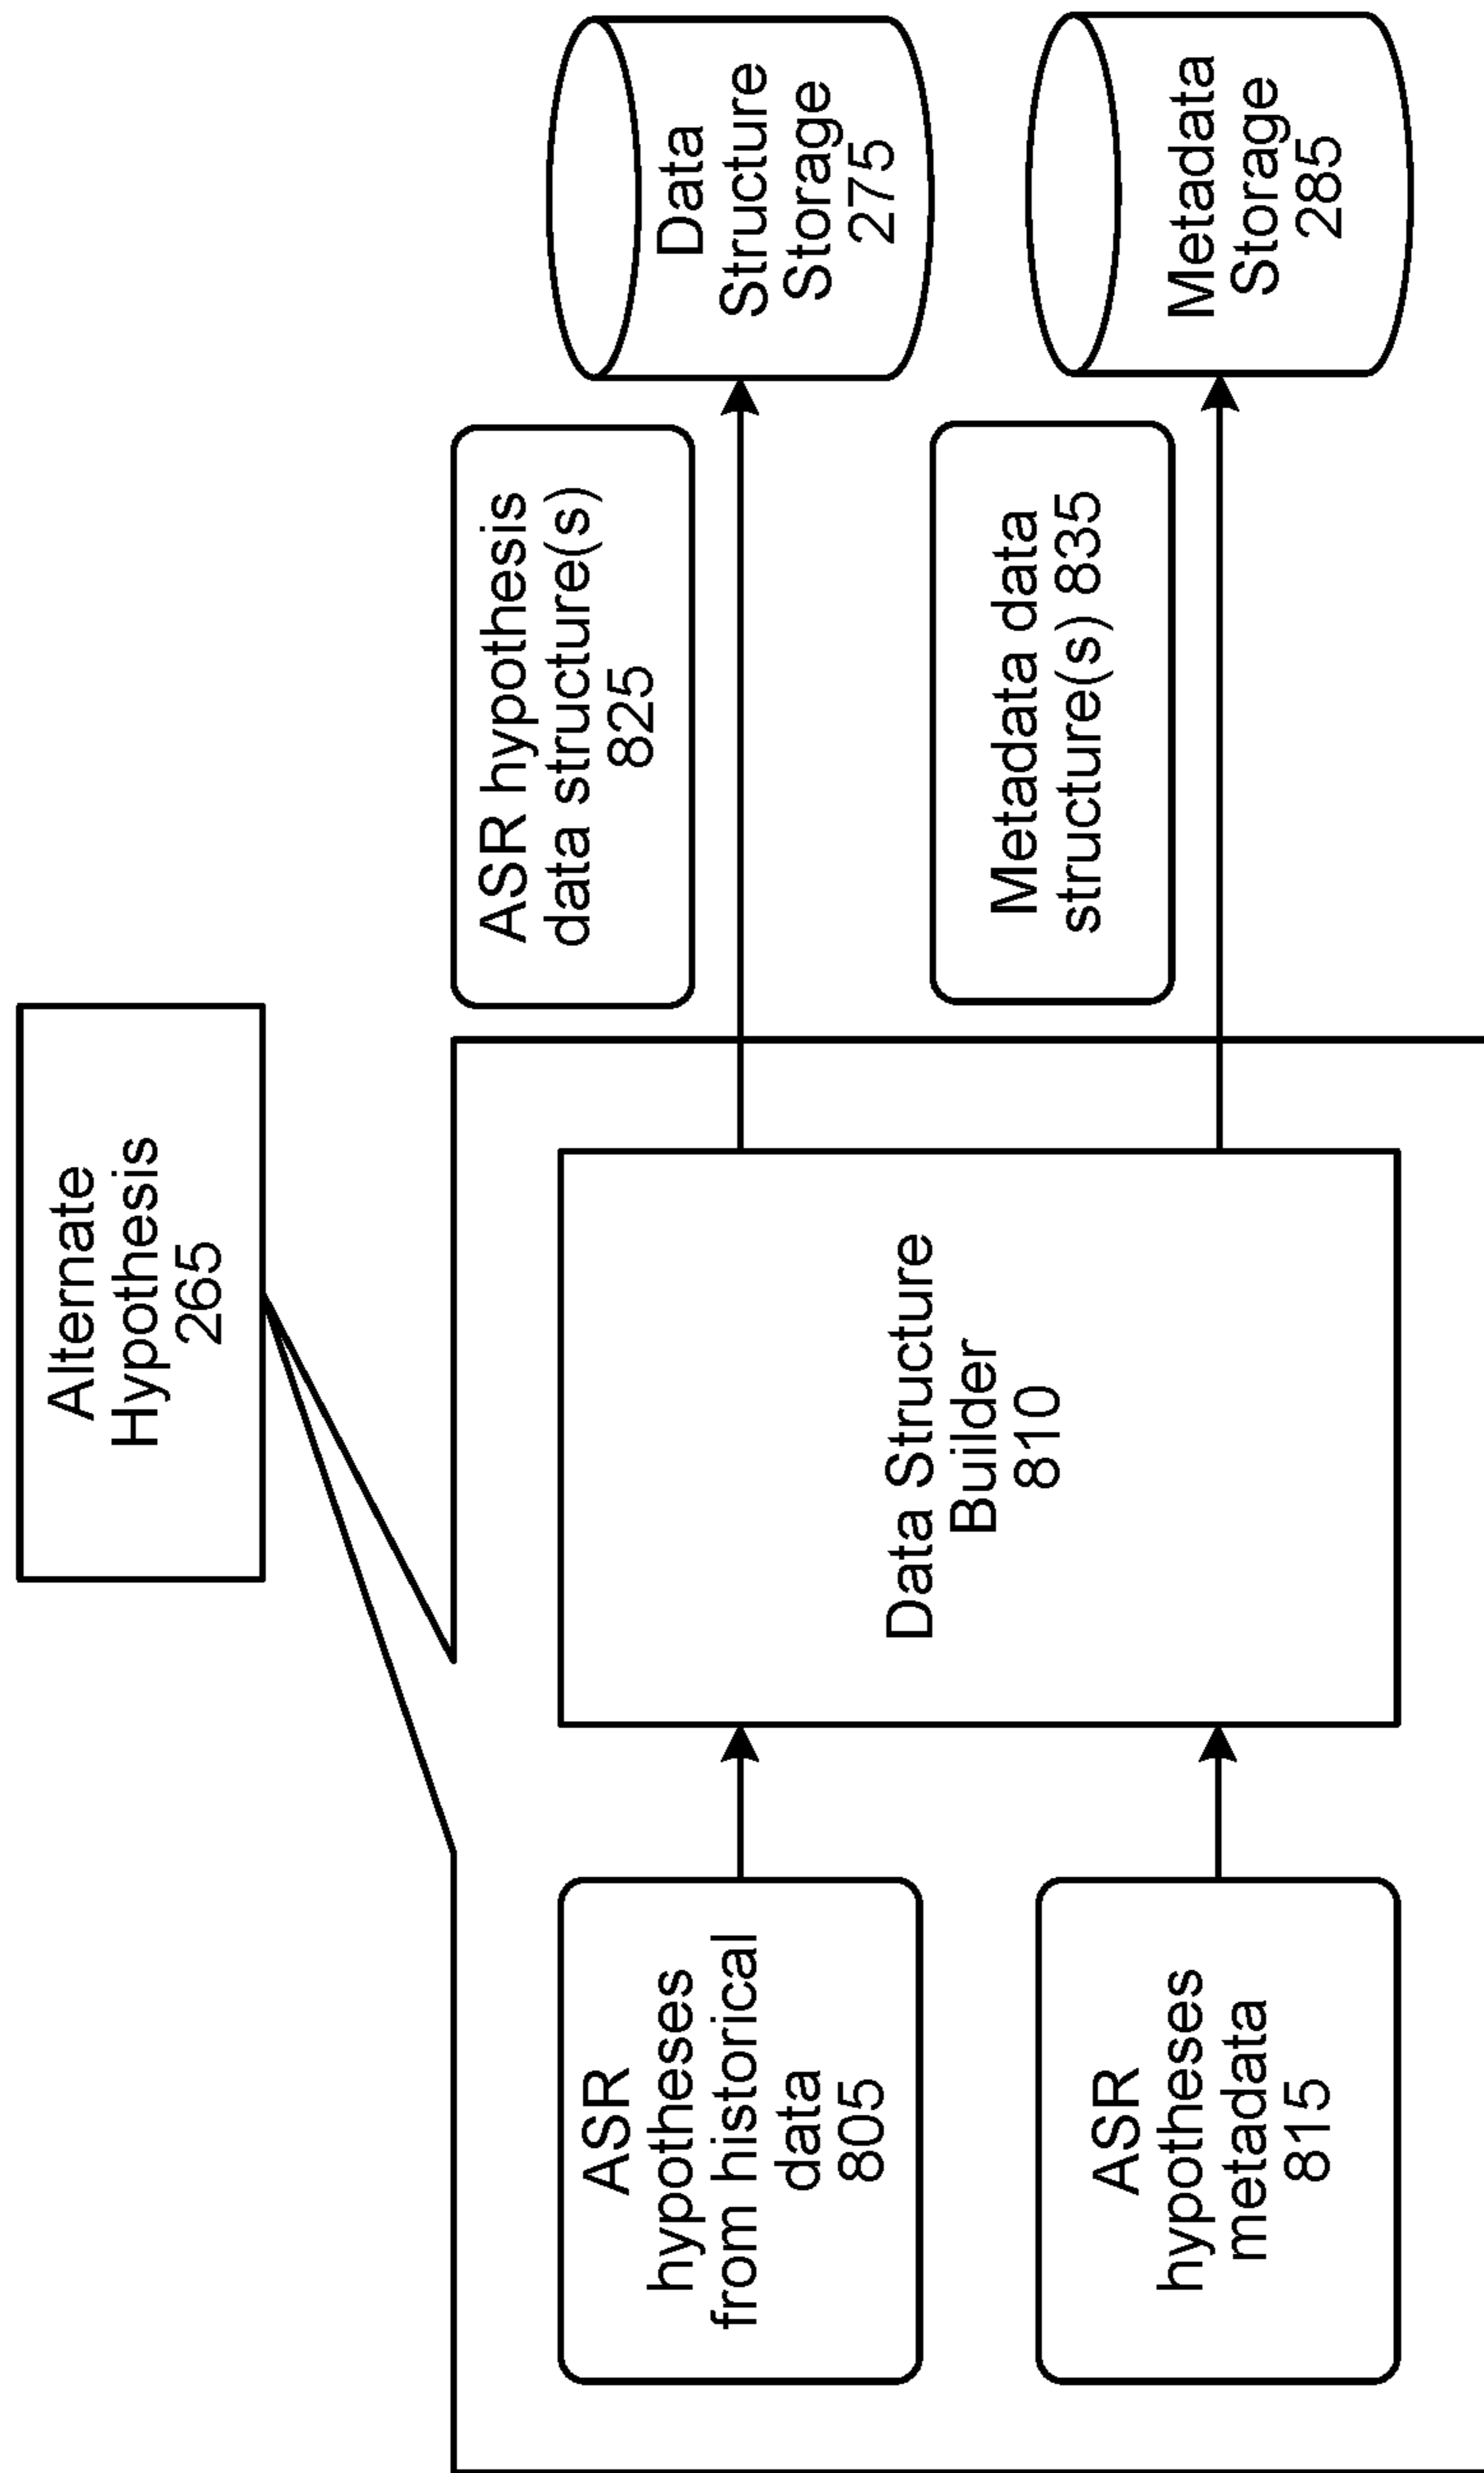 Alternate
Hypothesis
265
ASR
hypotheses
from historical
data
805
ASR
hypotheses
metadata
815
Data Structure
Builder
810
ASR hypothesis
data structure(s)
825
Metadata data
structure(s) 835
Data
Structure
Storage
275
Metadata
Storage
285